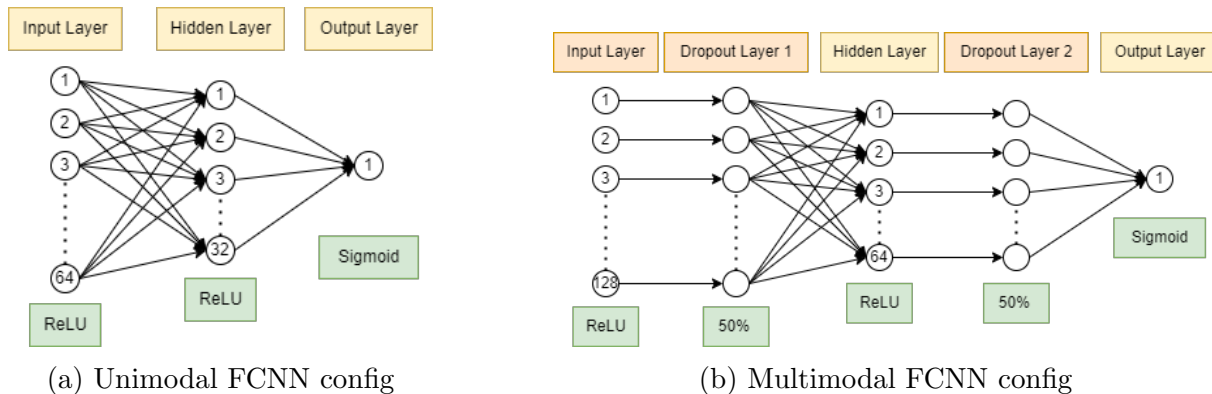 Input Layer Hidden Layer Output Layer
1 1
2 2
3 3 1
64 32
ReLU ReLU Sigmoid
(a) Unimodal FCNN config
Input Layer Dropout Layer 1 Hidden Layer Dropout Layer 2 Output Layer
1 1
2 2
3 3 1
128 64
ReLU 50% ReLU 50% Sigmoid
(b) Multimodal FCNN config